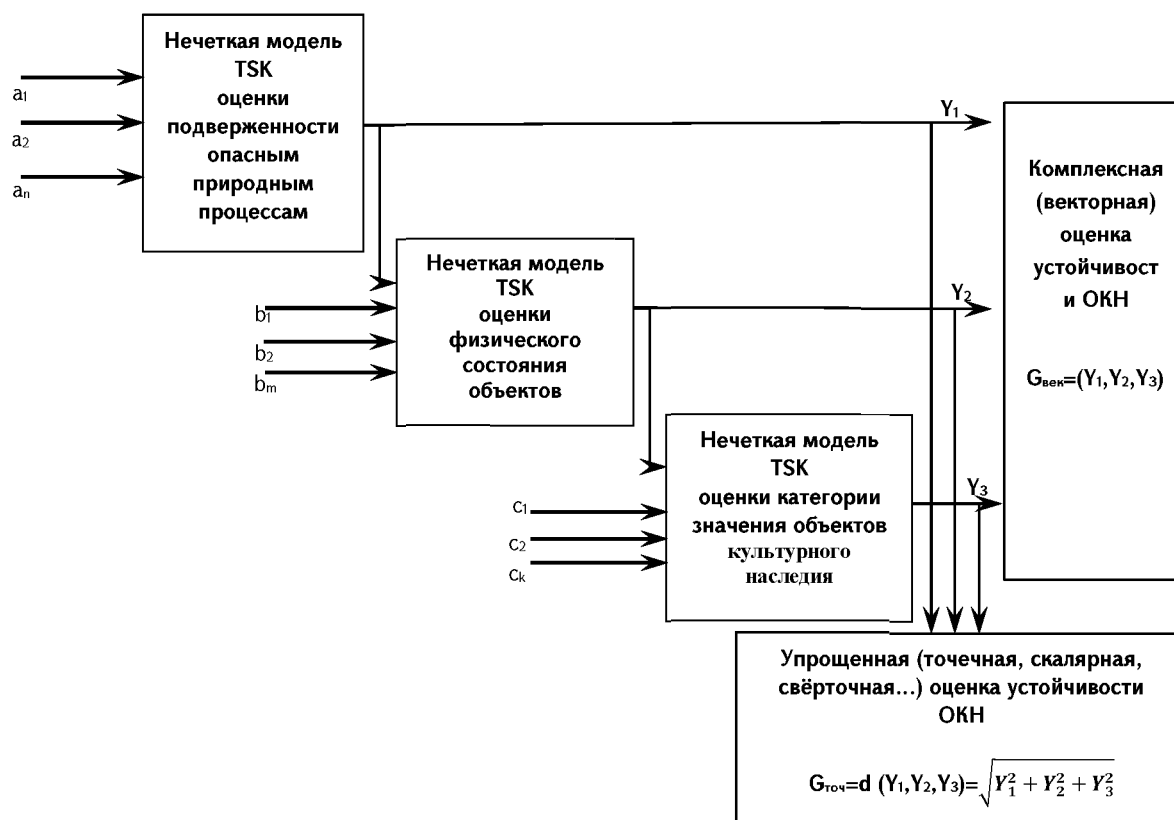 Нечеткая модель
TSK
оценки
подверженности
опасным
природным
процессам
a₁
a₂
aₙ
Y₁
Нечеткая модель
TSK
оценки
физического
состояния
объектов
b₁
b₂
bₘ
Y₂
Нечеткая модель
TSK
оценки категории
значения объектов
культурного
наследия
c₁
c₂
cₖ
Y₃
Комплексная
(векторная)
оценка
устойчивост
и ОКН
Gвек=(Y₁,Y₂,Y₃)
Упрощенная (точечная, скалярная,
свёрточная...) оценка устойчивости
ОКН
Gточ=d (Y₁,Y₂,Y₃)=√(Y₁² + Y₂² + Y₃²)